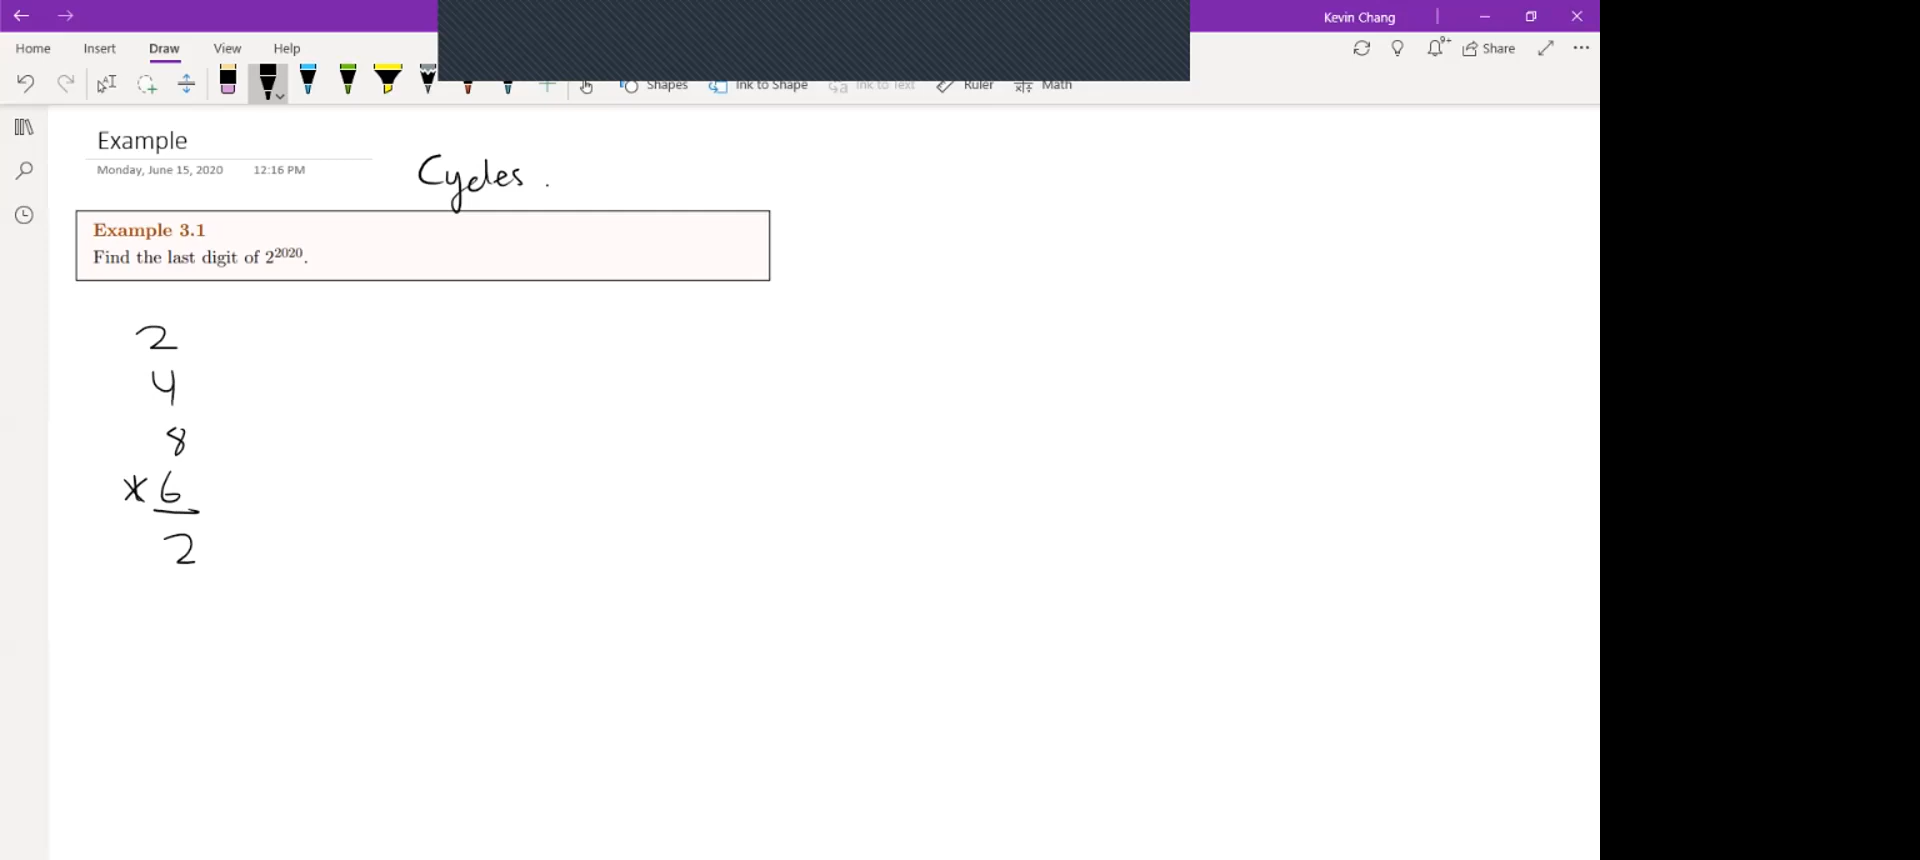 Kevin Chang
Home Insert Draw View Help
9+ Share
Shapes Ink to Shape Ink to Text Ruler Math
Example
Monday, June 15, 2020 12:16 PM
Cycles.
Example 3.1
Find the last digit of 2^2020.
2
4
8
* 6
2